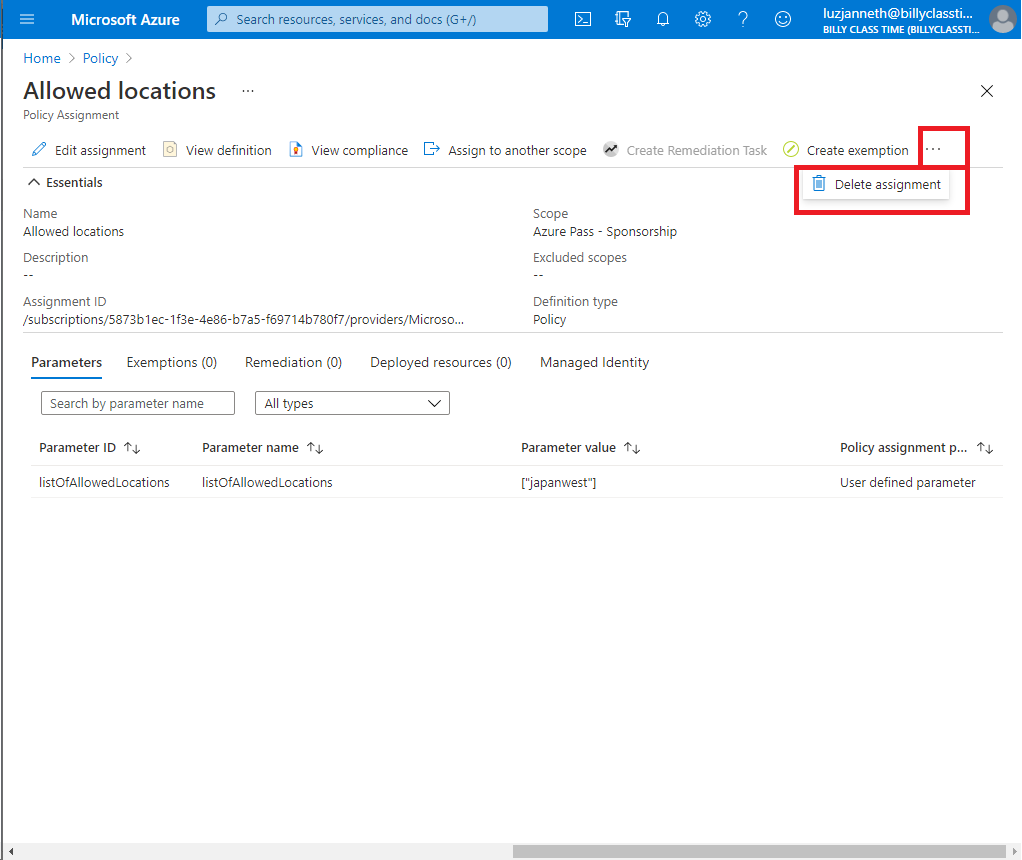 Microsoft Azure
Search resources, services, and docs (G+/)
luzjanneth@billyclassti...
BILLY CLASS TIME (BILLYCLASSTI...
Home > Policy >
Allowed locations ...
Policy Assignment
Edit assignment View definition View compliance Assign to another scope Create Remediation Task Create exemption ...
Delete assignment
Essentials
Name
Allowed locations
Description
--
Assignment ID
/subscriptions/5873b1ec-1f3e-4e86-b7a5-f69714b780f7/providers/Microso...
Scope
Azure Pass - Sponsorship
Excluded scopes
--
Definition type
Policy
Parameters Exemptions (0) Remediation (0) Deployed resources (0) Managed Identity
Search by parameter name All types
Parameter ID ↑↓ Parameter name ↑↓ Parameter value ↑↓ Policy assignment p... ↑↓
listOfAllowedLocations listOfAllowedLocations ["japanwest"] User defined parameter